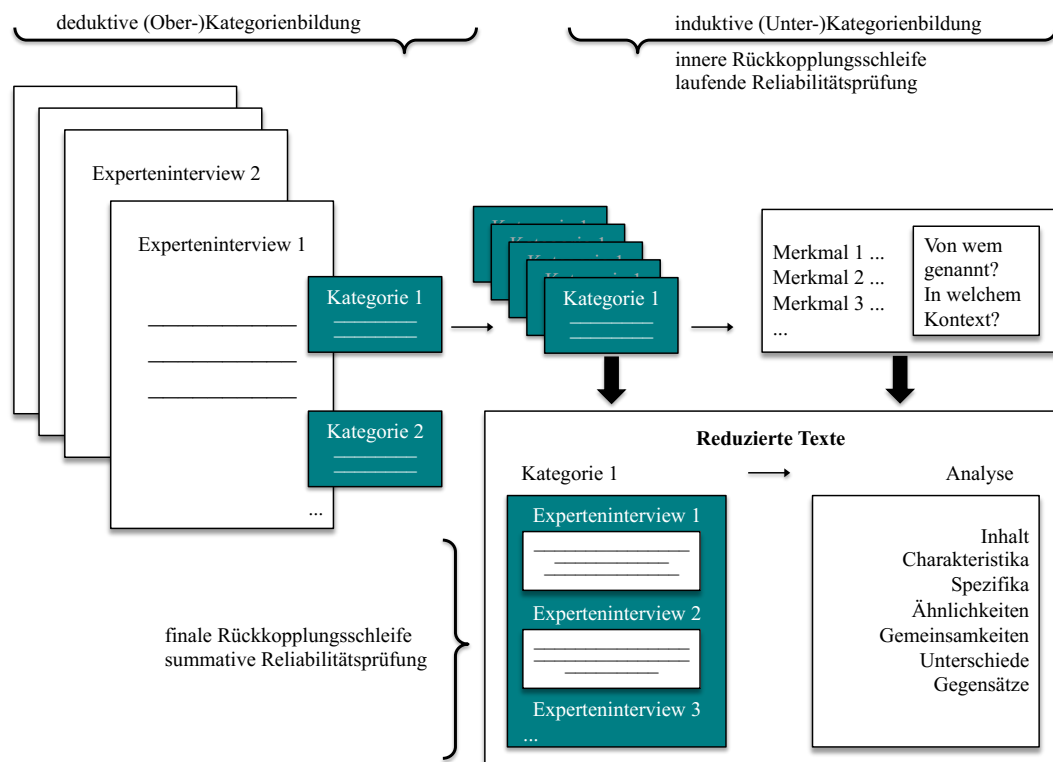 deduktive (Ober-)Kategorienbildung
induktive (Unter-)Kategorienbildung
innere Rückkopplungsschleife
laufende Reliabilitätsprüfung
Experteninterview 2
Experteninterview 1
Kategorie 1
Kategorie 2
...
Kategorie 1
Merkmal 1 ...
Merkmal 2 ...
Merkmal 3 ...
...
Von wem
genannt?
In welchem
Kontext?
Reduzierte Texte
Kategorie 1
Analyse
Experteninterview 1
Experteninterview 2
Experteninterview 3
...
Inhalt
Charakteristika
Spezifika
Ähnlichkeiten
Gemeinsamkeiten
Unterschiede
Gegensätze
finale Rückkopplungsschleife
summative Reliabilitätsprüfung